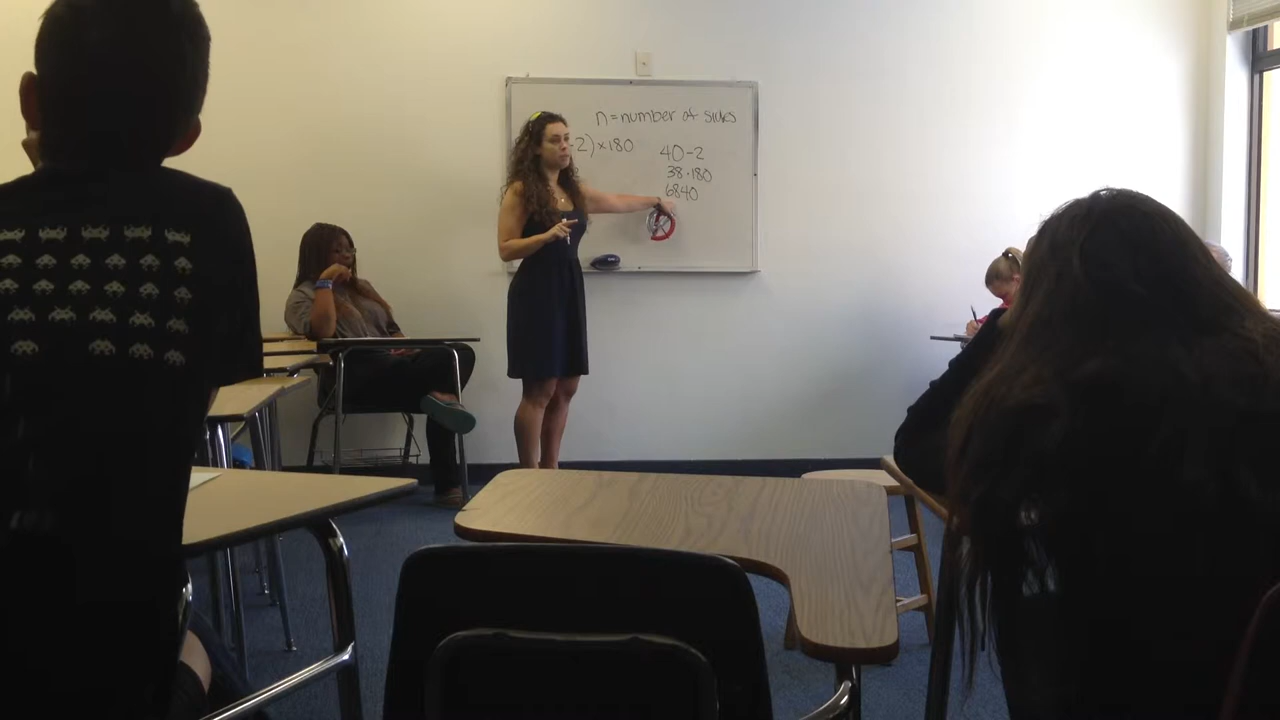 n = number of sides
-2) × 180
40-2
38·180
6840